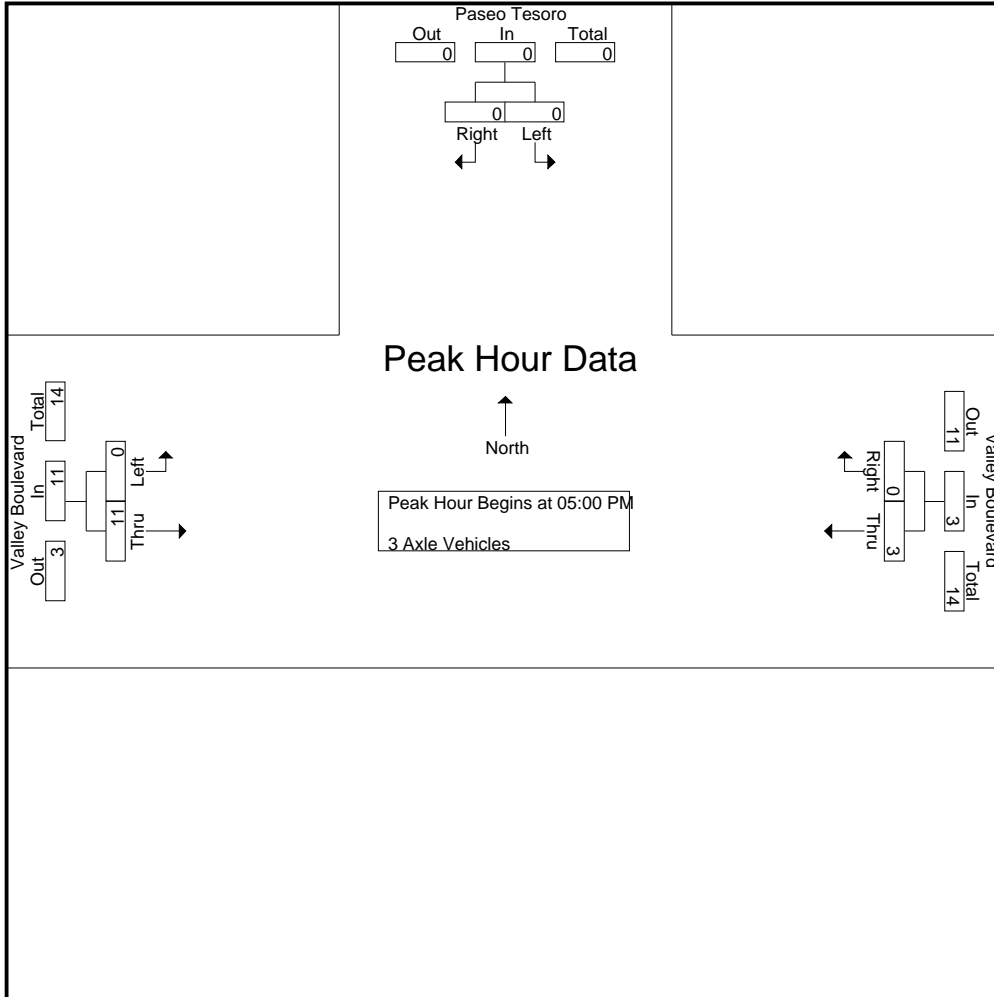 Paseo Tesoro
Out In Total
0 0 0
0 0
Right Left
Peak Hour Data
North
Peak Hour Begins at 05:00 PM
3 Axle Vehicles
Valley Boulevard
Total In Out
14 11 3
0 11
Left Thru
Valley Boulevard
Out In Total
11 3 14
0 3
Right Thru